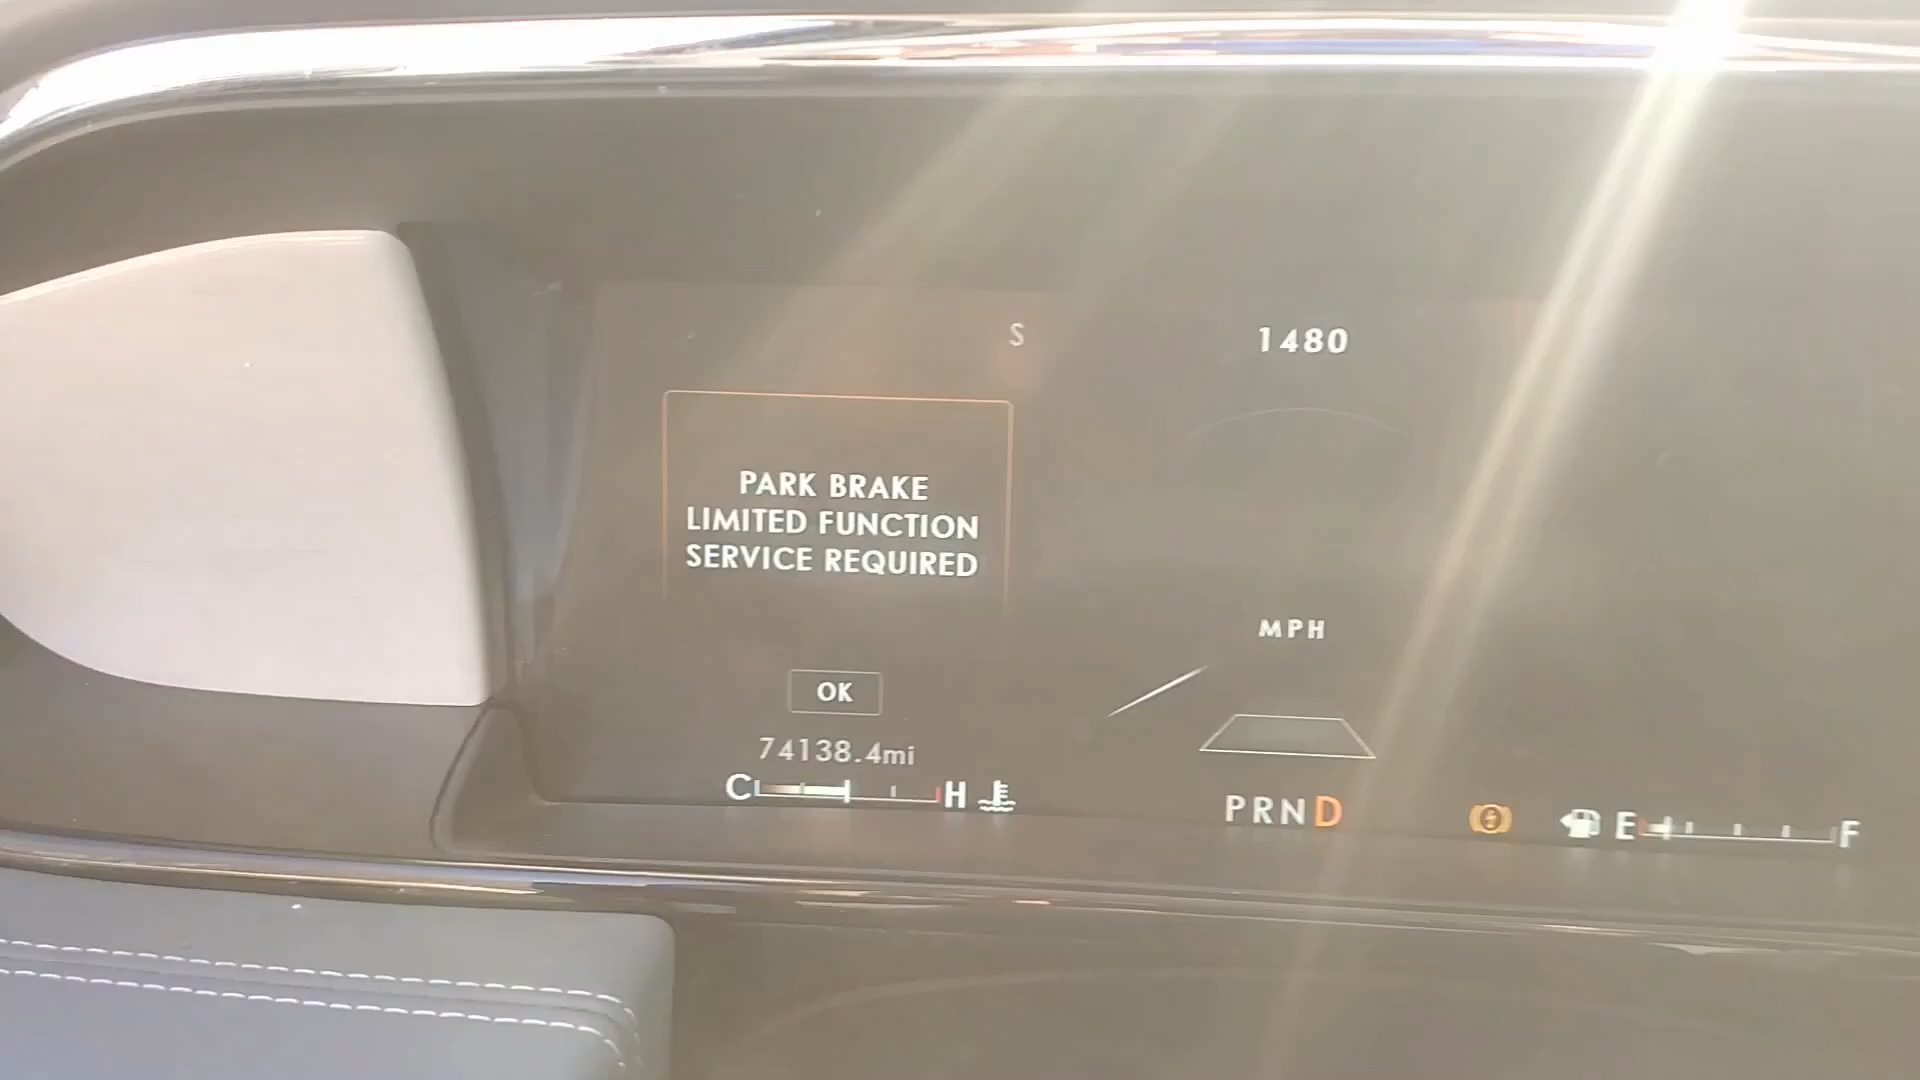 S
1480
PARK BRAKE
LIMITED FUNCTION
SERVICE REQUIRED
MPH
OK
74138.4mi
C H
PRND
E F